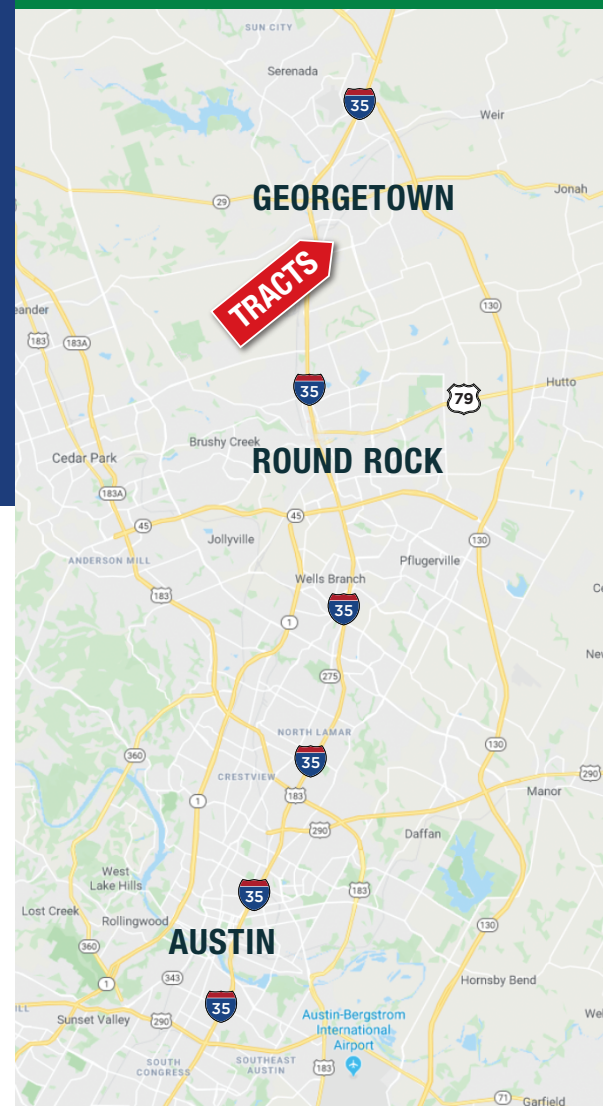 SUN CITY
Serenada
35
Weir
29
GEORGETOWN
Jonah
TRACTS
130
eander
183
183A
35
79
Hutto
Brushy Creek
Cedar Park
ROUND ROCK
183A
45
45
Jollyville
130
ANDERSON MILL
Pflugerville
Wells Branch
183
Ce
35
1
New
275
NORTH LAMAR
130
360
35
290
CRESTVIEW
183
Manor
1
290
Daffan
West
Lake Hills
183
35
Lost Creek
Rollingwood
130
AUSTIN
360
343
1
Hornsby Bend
35
ILL
Sunset Valley
290
Austin-Bergstrom
International
Airport
Wel
SOUTH
CONGRESS
SOUTHEAST
AUSTIN
183
71
Garfield